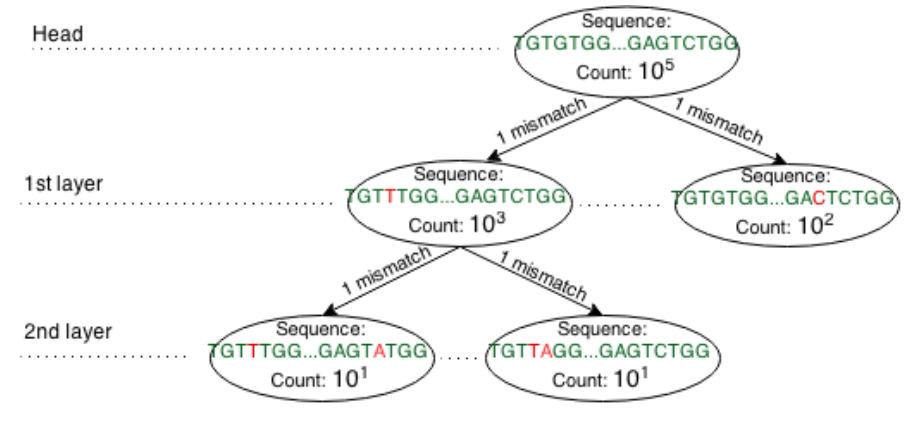 Head
Sequence:
TGTGTGG...GAGTCTGG
Count: 10^5
1 mismatch
1 mismatch
1st layer
Sequence:
TGTTTGG...GAGTCTGG
Count: 10^3
Sequence:
TGTGTGG...GACTCTGG
Count: 10^2
1 mismatch
1 mismatch
2nd layer
Sequence:
TGTTTGG...GAGTATGG
Count: 10^1
Sequence:
TGTTAGG...GAGTCTGG
Count: 10^1